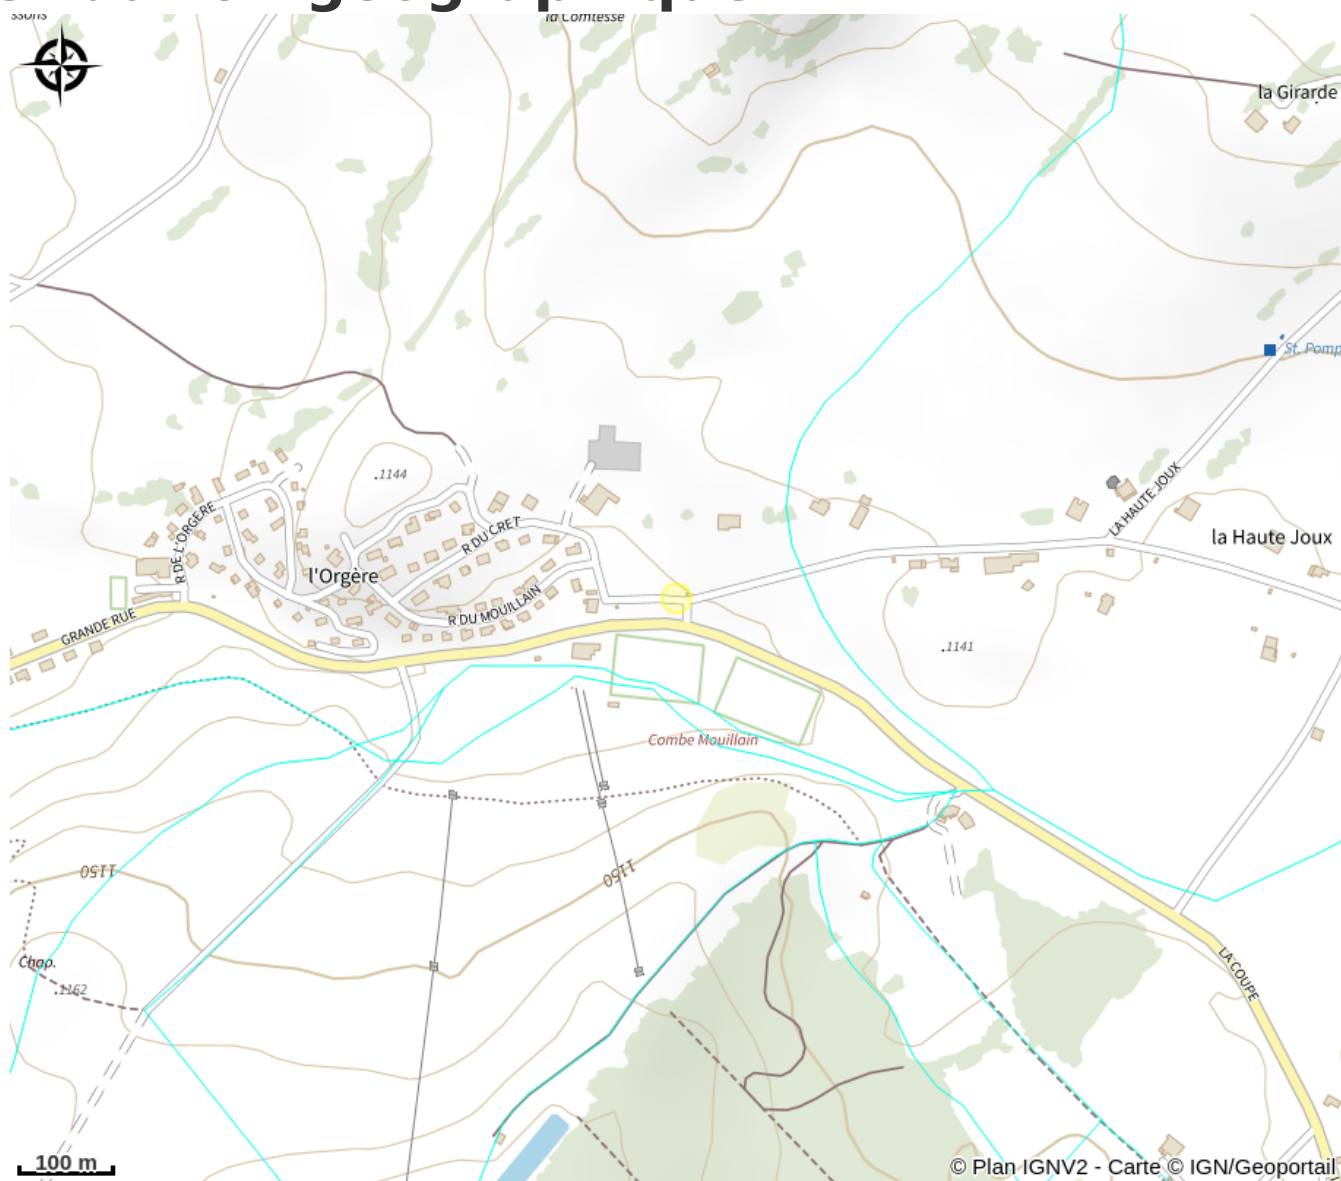 la Comtesse
la Girarde
St. Pomp
1144
R DE L'ORGERE
R DU CRET
LA HAUTE JOUX
la Haute Joux
l'Orgère
R DU MOUILLAIN
GRANDE RUE
1141
Combe Mouillain
1150
1150
Chap.
1162
LA COUPE
100 m
© Plan IGNV2 - Carte © IGN/Geoportail